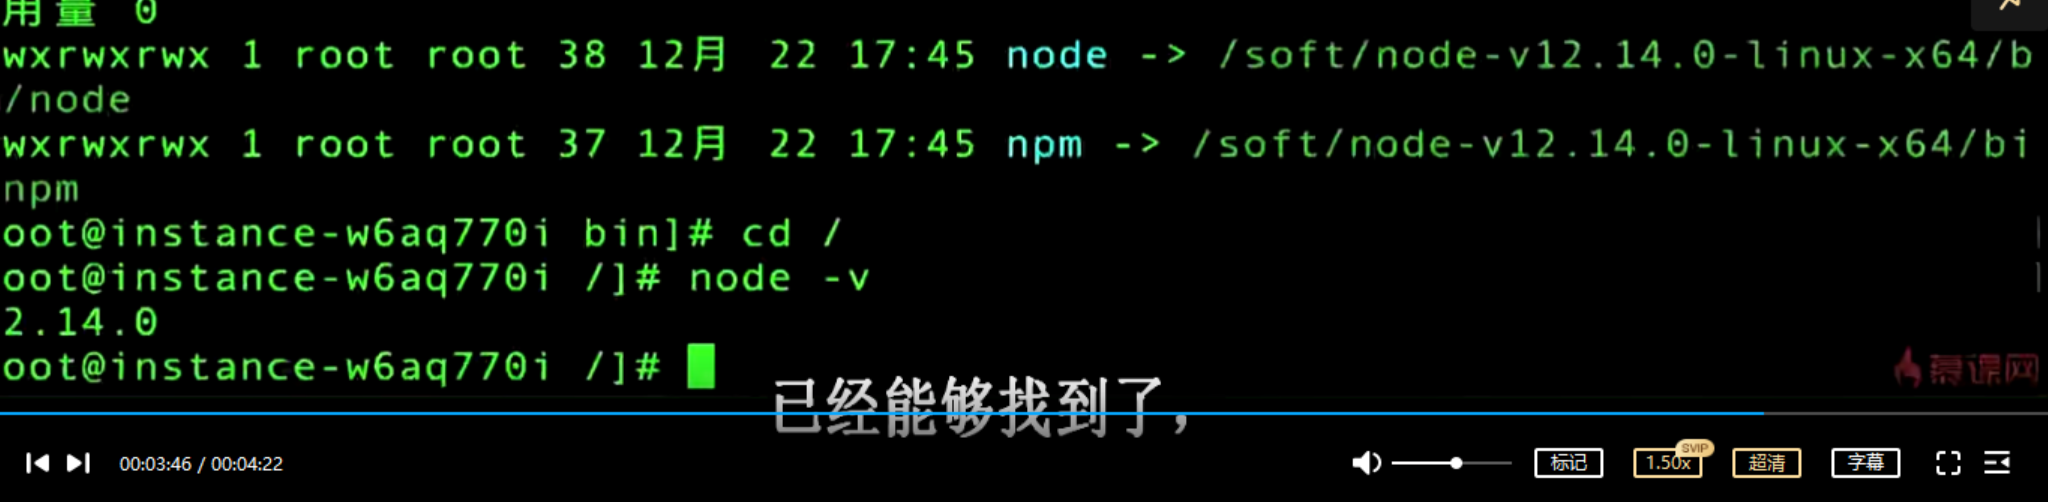 用量 0
wxrwxrwx 1 root root 38 12月 22 17:45 node -> /soft/node-v12.14.0-linux-x64/b
/node
wxrwxrwx 1 root root 37 12月 22 17:45 npm -> /soft/node-v12.14.0-linux-x64/bi
npm
oot@instance-w6aq770i bin]# cd /
oot@instance-w6aq770i /]# node -v
2.14.0
oot@instance-w6aq770i /]#
慕课网
已经能够找到了，
00:03:46 / 00:04:22
标记
SVIP
1.50x
超清
字幕